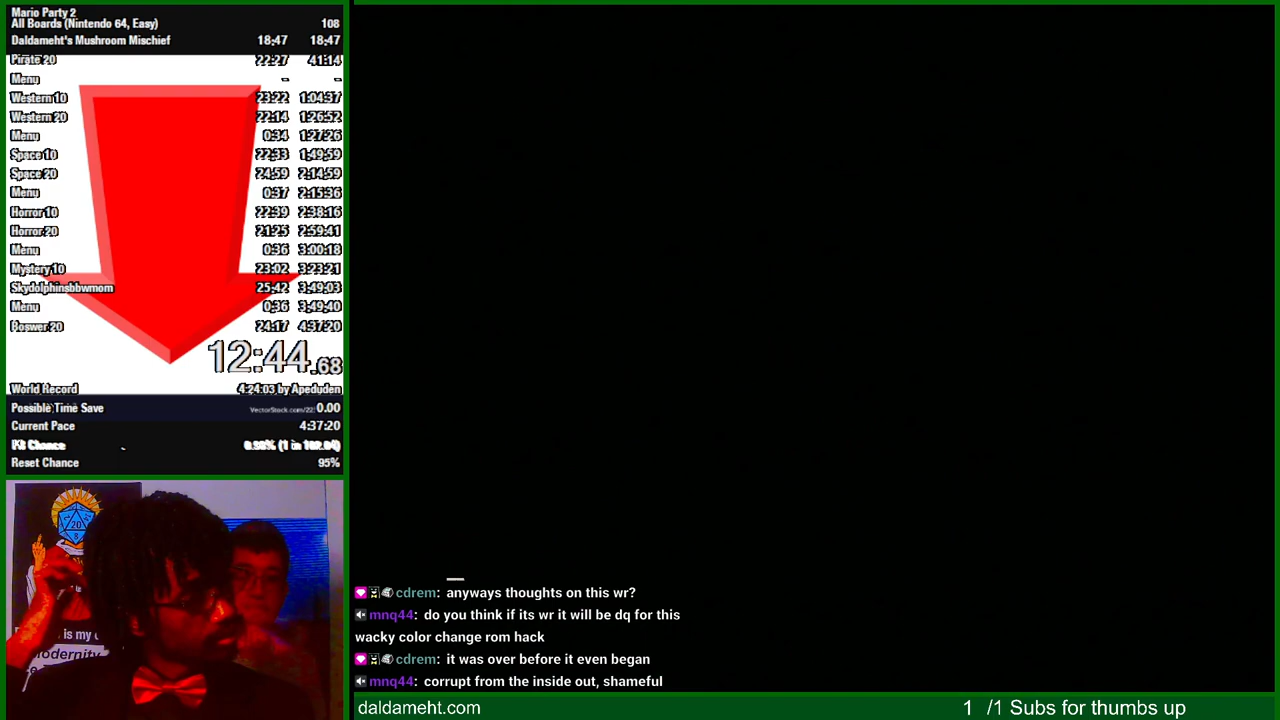 Mario Party 2
All Boards (Nintendo 64, Easy) 108
Daldameht's Mushroom Mischief 18:47 18:47
Pirate 20 22:27 41:14
Menu - -
Western 10 23:22 1:04:37
Western 20 22:14 1:26:52
Menu 0:34 1:27:26
Space 10 22:33 1:49:59
Space 20 24:59 2:14:59
Menu 0:37 2:15:36
Horror 10 22:39 2:38:16
Horror 20 21:25 2:59:41
Menu 0:36 3:00:18
Mystery 10 23:02 3:23:21
Skydolphinsbbwmom 25:42 3:49:03
Menu 0:36 3:49:40
Boswer 20 24:17 4:37:20
12:44.68
World Record 4:24:03 by Apeduden
Possible Time Save 0.00
Current Pace 4:37:20
Reset Chance 95%
cdrem: anyways thoughts on this wr?
mnq44: do you think if its wr it will be dq for this
wacky color change rom hack
cdrem: it was over before it even began
mnq44: corrupt from the inside out, shameful
daldameht.com 1 /1 Subs for thumbs up